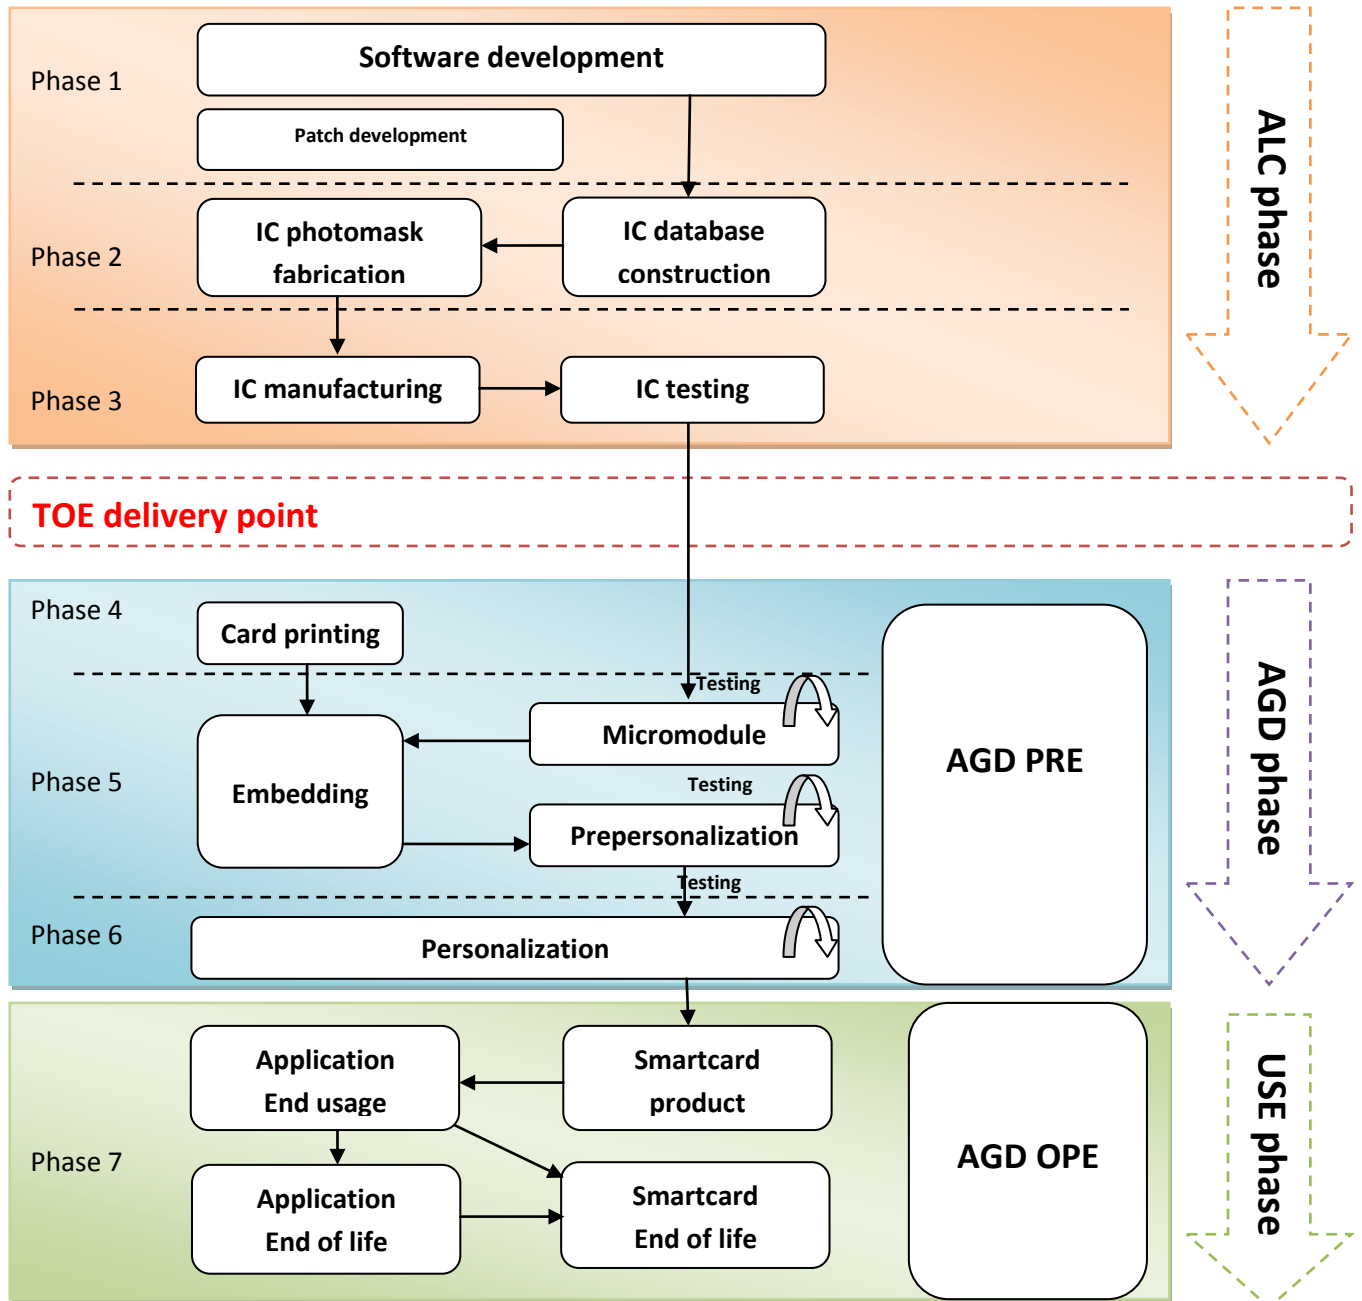 Software development
Phase 1
Patch development
ALC phase
IC photomask
fabrication
IC database
construction
Phase 2
IC manufacturing
IC testing
Phase 3
TOE delivery point
Phase 4
Card printing
Testing
Micromodule
AGD PRE
AGD phase
Phase 5
Embedding
Testing
Prepersonalization
Testing
Phase 6
Personalization
Application
End usage
Smartcard
product
USE phase
Phase 7
AGD OPE
Application
End of life
Smartcard
End of life